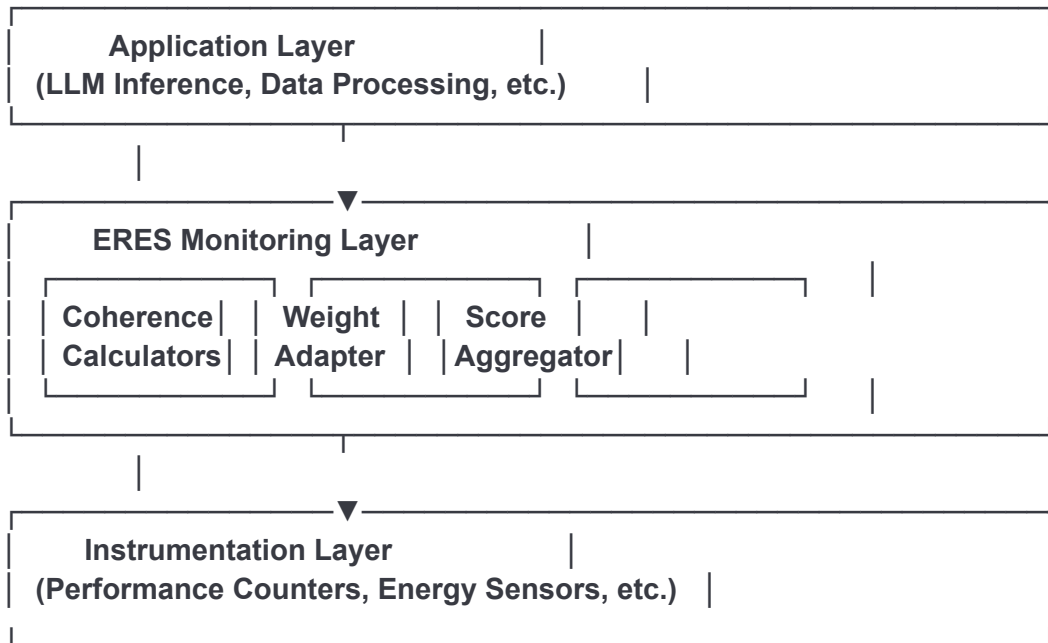 Application Layer
(LLM Inference, Data Processing, etc.)
ERES Monitoring Layer
Coherence Weight Score
Calculators Adapter Aggregator
Instrumentation Layer
(Performance Counters, Energy Sensors, etc.)